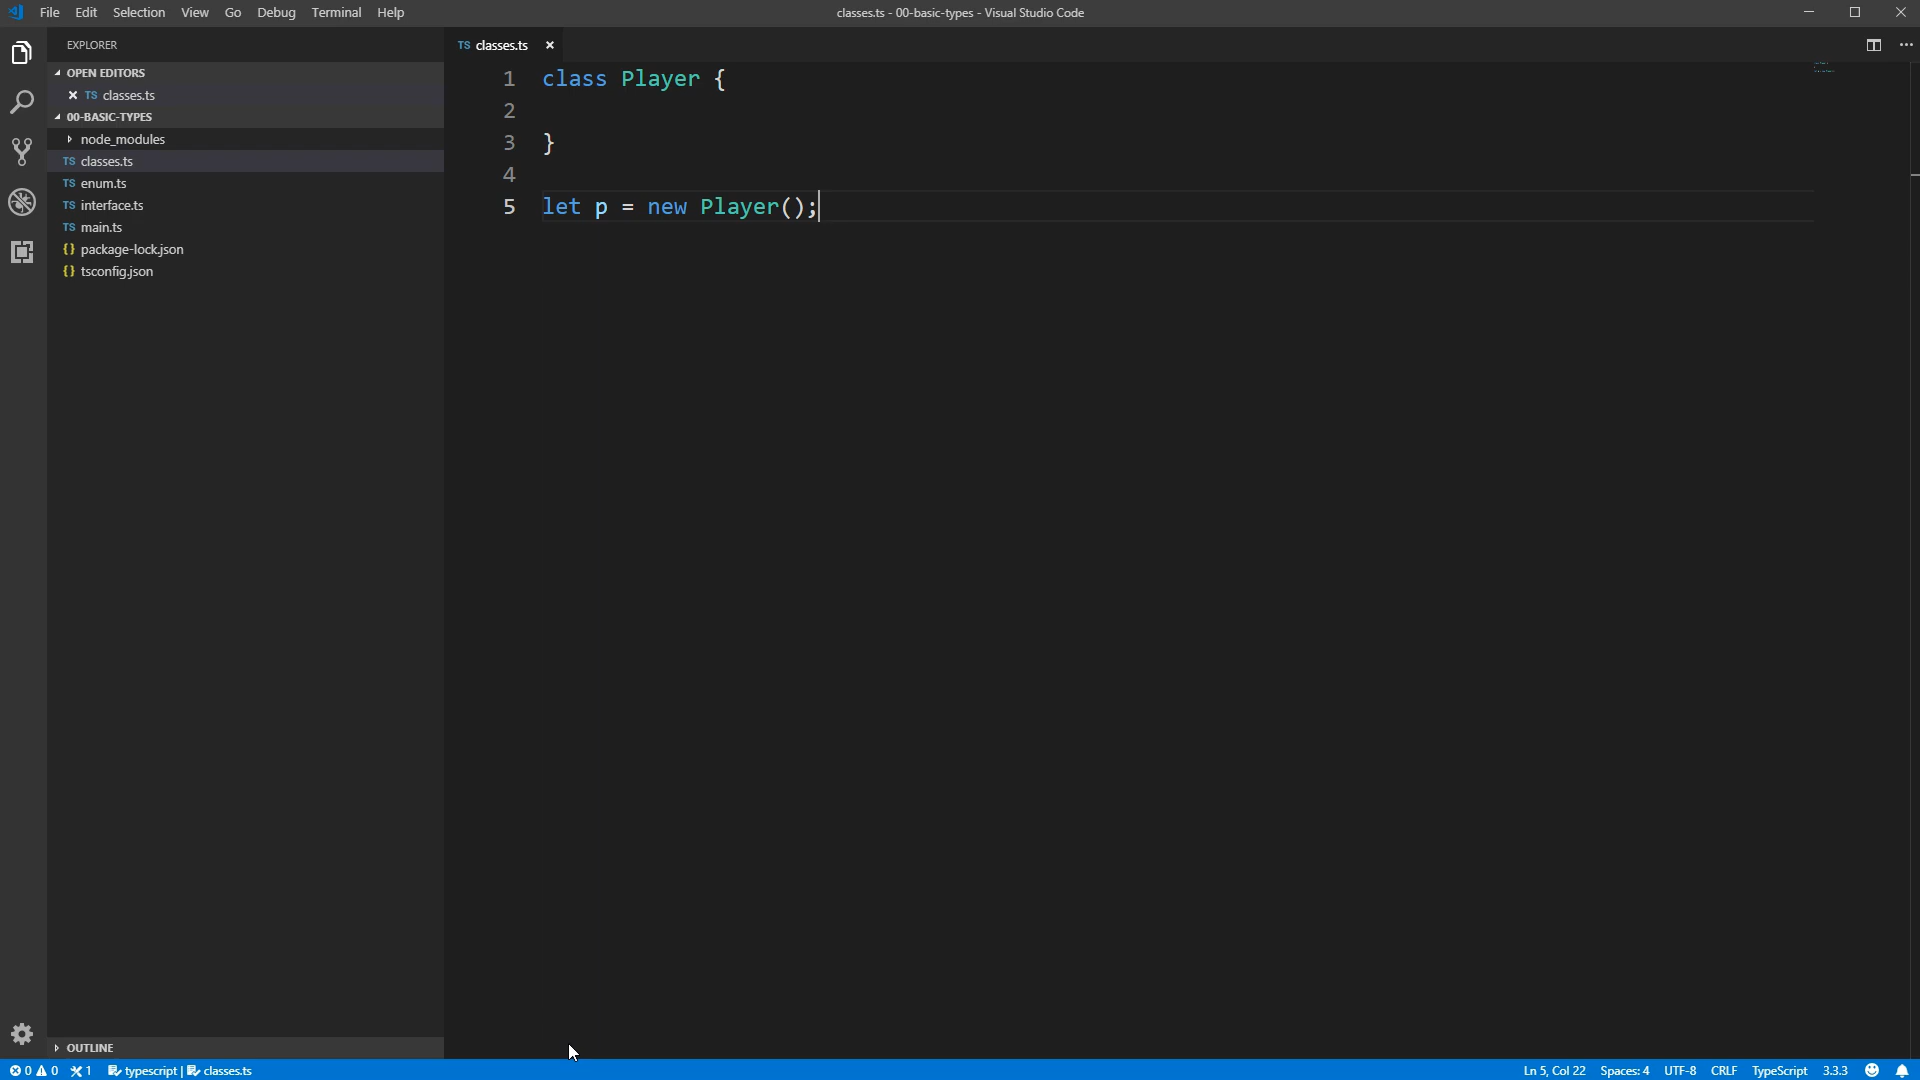 File Edit Selection View Go Debug Terminal Help
classes.ts - 00-basic-types - Visual Studio Code
EXPLORER
OPEN EDITORS
TS classes.ts
00-BASIC-TYPES
node_modules
TS classes.ts
TS enum.ts
TS interface.ts
TS main.ts
{} package-lock.json
{} tsconfig.json
OUTLINE
TS classes.ts
1 class Player {
2
3 }
4
5 let p = new Player();
0 0 1 typescript | classes.ts
Ln 5, Col 22 Spaces: 4 UTF-8 CRLF TypeScript 3.3.3